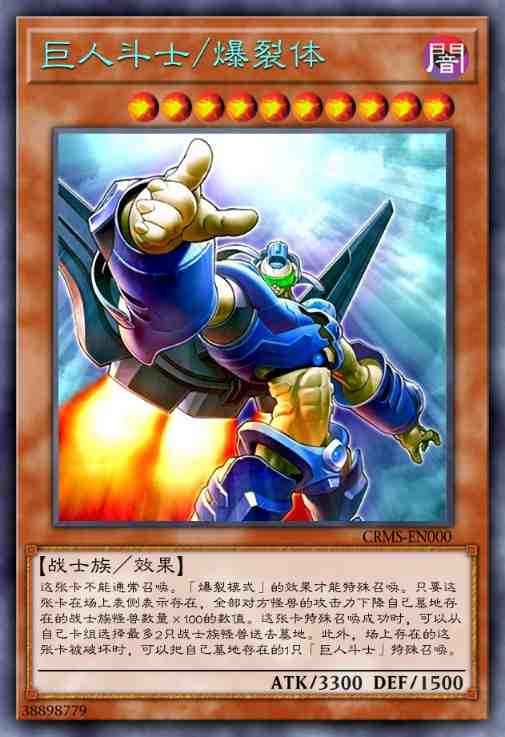 巨人斗士/爆裂体
闇
CRMS-EN000
【战士族／效果】
这张卡不能通常召唤。「爆裂模式」的效果才能特殊召唤。只要这
张卡在场上表侧表示存在，全部对方怪兽的攻击力下降自己墓地存
在的战士族怪兽数量×100的数值。这张卡特殊召唤成功时，可以从
自己卡组选择最多2只战士族怪兽送去墓地。此外，场上存在的这
张卡被破坏时，可以把自己墓地存在的1只「巨人斗士」特殊召唤。
ATK/3300 DEF/1500
38898779